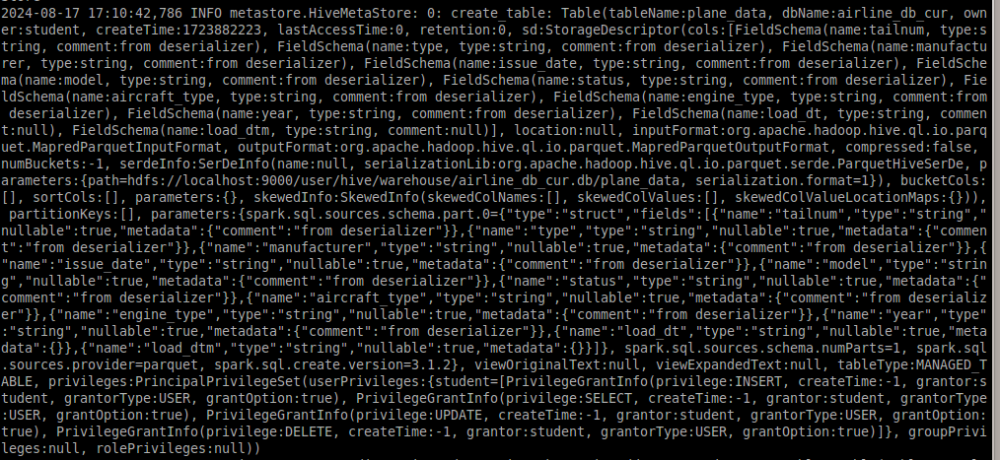 2024-08-17 17:10:42,786 INFO metastore.HiveMetaStore: 0: create_table: Table(tableName:plane_data, dbName:airline_db_cur, own
er:student, createTime:1723882223, lastAccessTime:0, retention:0, sd:StorageDescriptor(cols:[FieldSchema(name:tailnum, type:s
tring, comment:from deserializer), FieldSchema(name:type, type:string, comment:from deserializer), FieldSchema(name:manufactu
rer, type:string, comment:from deserializer), FieldSchema(name:issue_date, type:string, comment:from deserializer), FieldSche
ma(name:model, type:string, comment:from deserializer), FieldSchema(name:status, type:string, comment:from deserializer), Fie
ldSchema(name:aircraft_type, type:string, comment:from deserializer), FieldSchema(name:engine_type, type:string, comment:from
 deserializer), FieldSchema(name:year, type:string, comment:from deserializer), FieldSchema(name:load_dt, type:string, commen
t:null), FieldSchema(name:load_dtm, type:string, comment:null)], location:null, inputFormat:org.apache.hadoop.hive.ql.io.parq
uet.MapredParquetInputFormat, outputFormat:org.apache.hadoop.hive.ql.io.parquet.MapredParquetOutputFormat, compressed:false, 
numBuckets:-1, serdeInfo:SerDeInfo(name:null, serializationLib:org.apache.hadoop.hive.ql.io.parquet.serde.ParquetHiveSerDe, p
arameters:{path=hdfs://localhost:9000/user/hive/warehouse/airline_db_cur.db/plane_data, serialization.format=1}), bucketCols:
[], sortCols:[], parameters:{}, skewedInfo:SkewedInfo(skewedColNames:[], skewedColValues:[], skewedColValueLocationMaps:{})),
 partitionKeys:[], parameters:{spark.sql.sources.schema.part.0={"type":"struct","fields":[{"name":"tailnum","type":"string","
nullable":true,"metadata":{"comment":"from deserializer"}},{"name":"type","type":"string","nullable":true,"metadata":{"commen
t":"from deserializer"}},{"name":"manufacturer","type":"string","nullable":true,"metadata":{"comment":"from deserializer"}},{
"name":"issue_date","type":"string","nullable":true,"metadata":{"comment":"from deserializer"}},{"name":"model","type":"strin
g","nullable":true,"metadata":{"comment":"from deserializer"}},{"name":"status","type":"string","nullable":true,"metadata":{"
comment":"from deserializer"}},{"name":"aircraft_type","type":"string","nullable":true,"metadata":{"comment":"from deserializ
er"}},{"name":"engine_type","type":"string","nullable":true,"metadata":{"comment":"from deserializer"}},{"name":"year","type"
:"string","nullable":true,"metadata":{"comment":"from deserializer"}},{"name":"load_dt","type":"string","nullable":true,"meta
data":{}},{"name":"load_dtm","type":"string","nullable":true,"metadata":{}}]}, spark.sql.sources.schema.numParts=1, spark.sql
.sources.provider=parquet, spark.sql.create.version=3.1.2}, viewOriginalText:null, viewExpandedText:null, tableType:MANAGED_T
ABLE, privileges:PrincipalPrivilegeSet(userPrivileges:{student=[PrivilegeGrantInfo(privilege:INSERT, createTime:-1, grantor:s
tudent, grantorType:USER, grantOption:true), PrivilegeGrantInfo(privilege:SELECT, createTime:-1, grantor:student, grantorType
:USER, grantOption:true), PrivilegeGrantInfo(privilege:UPDATE, createTime:-1, grantor:student, grantorType:USER, grantOption:
true), PrivilegeGrantInfo(privilege:DELETE, createTime:-1, grantor:student, grantorType:USER, grantOption:true)]}, groupPrivi
leges:null, rolePrivileges:null))